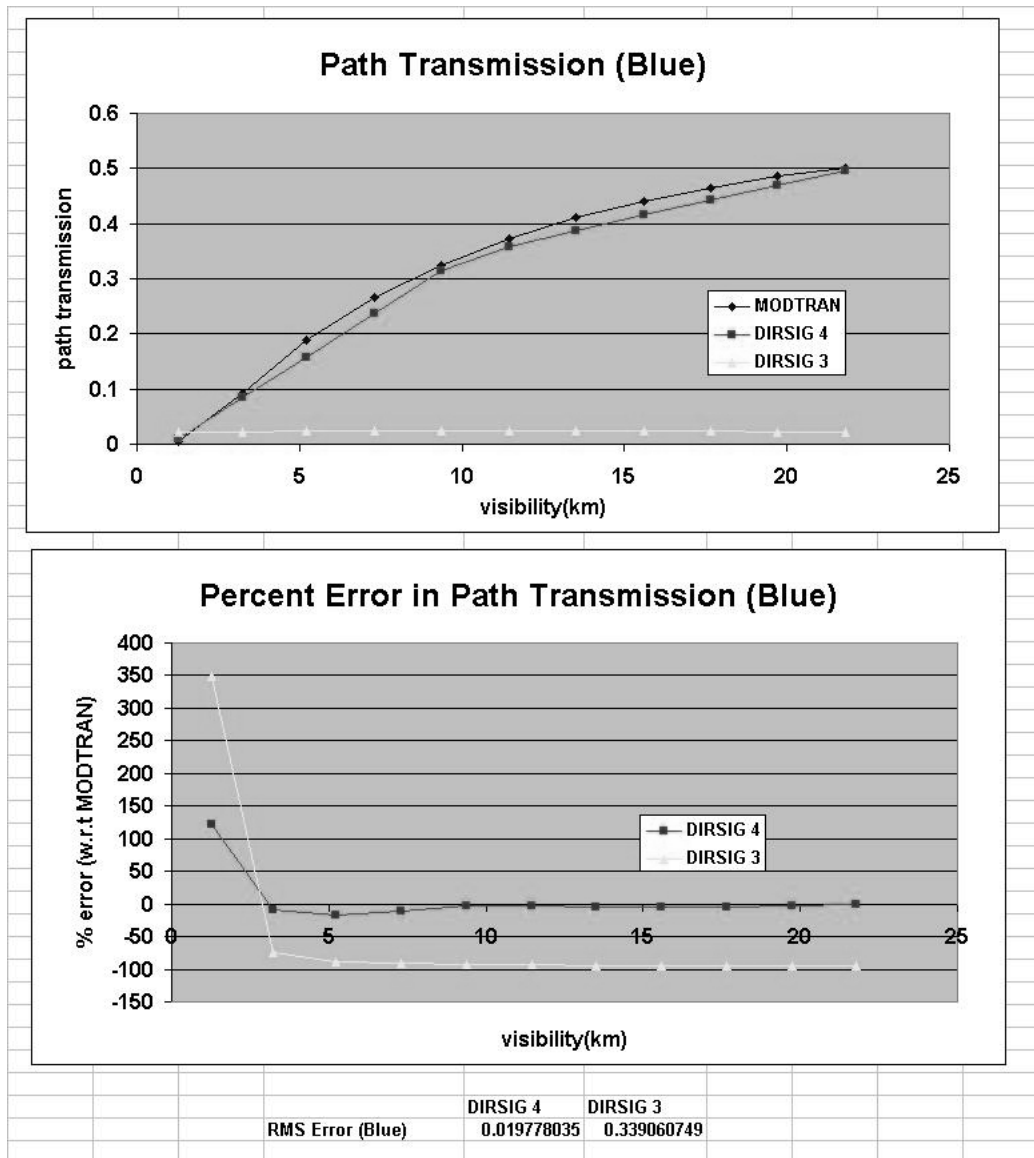 Path Transmission (Blue)
path transmission
0.6
0.5
0.4
0.3
0.2
0.1
0
0 5 10 15 20 25
visibility(km)
MODTRAN
DIRSIG 4
DIRSIG 3
Percent Error in Path Transmission (Blue)
% error (w.r.t MODTRAN)
400
350
300
250
200
150
100
50
0
-50
-100
-150
0 5 10 15 20 25
visibility(km)
DIRSIG 4
DIRSIG 3
DIRSIG 4 DIRSIG 3
RMS Error (Blue) 0.019778035 0.339060749